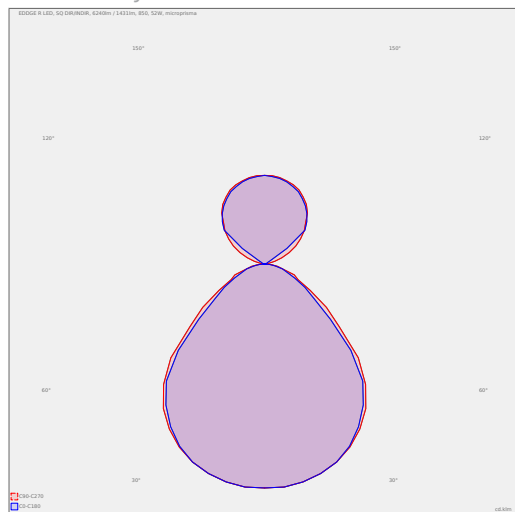 EDDGE R LED, SQ DIR/INDIR, 6240lm / 1431lm, 850, 52W, microprisma
150° 150°
120° 120°
60° 60°
30° 30°
C90-C270
C0-C180
cd/klm